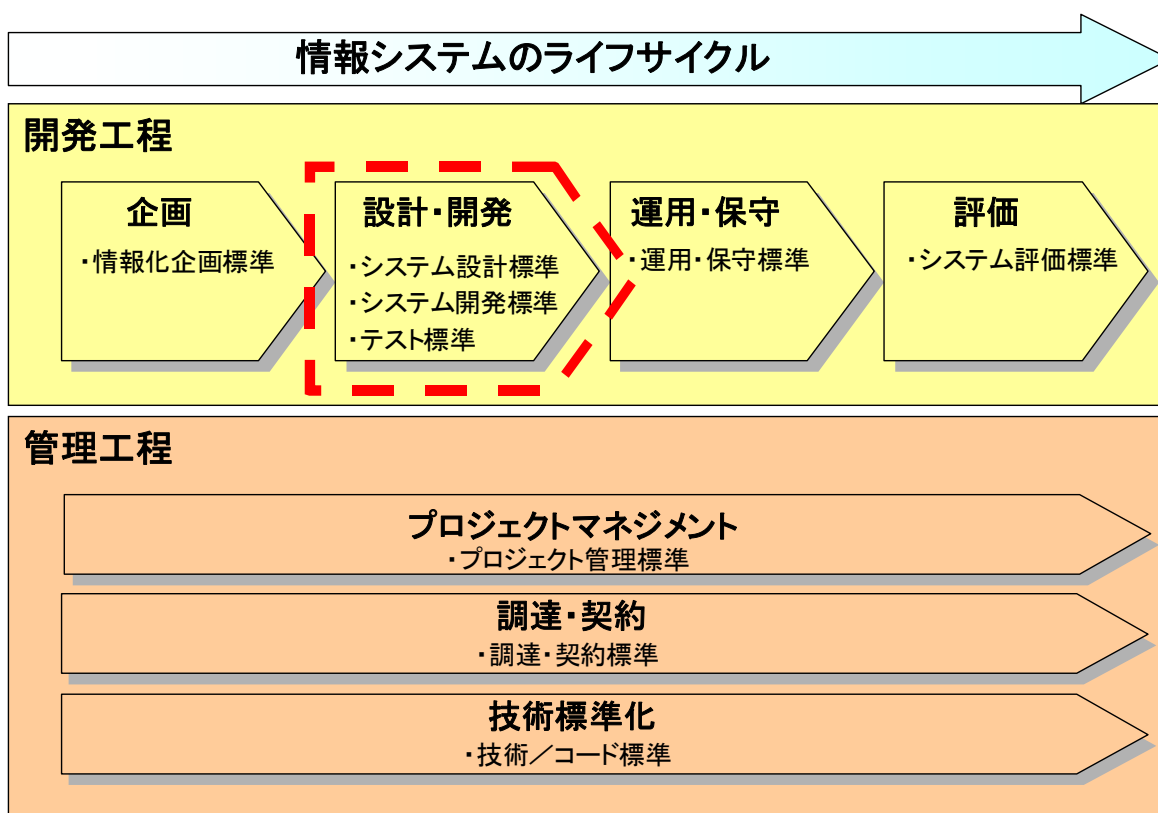 情報システムのライフサイクル
開発工程
企画
・情報化企画標準
設計・開発
・システム設計標準
・システム開発標準
・テスト標準
運用・保守
・運用・保守標準
評価
・システム評価標準
管理工程
プロジェクトマネジメント
・プロジェクト管理標準
調達・契約
・調達・契約標準
技術標準化
・技術／コード標準